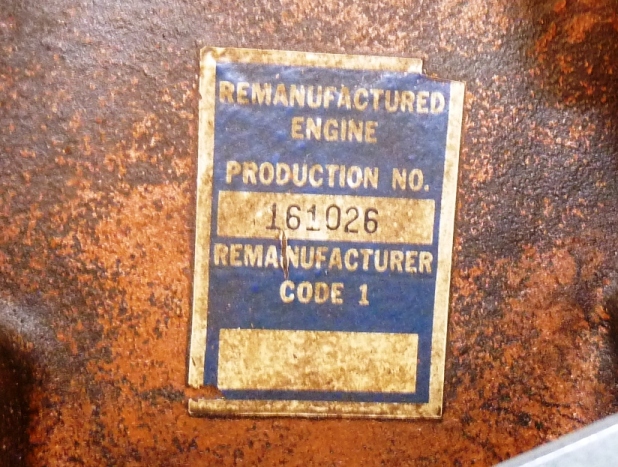 REMANUFACTURED
ENGINE
PRODUCTION NO.
161026
REMANUFACTURER
CODE 1